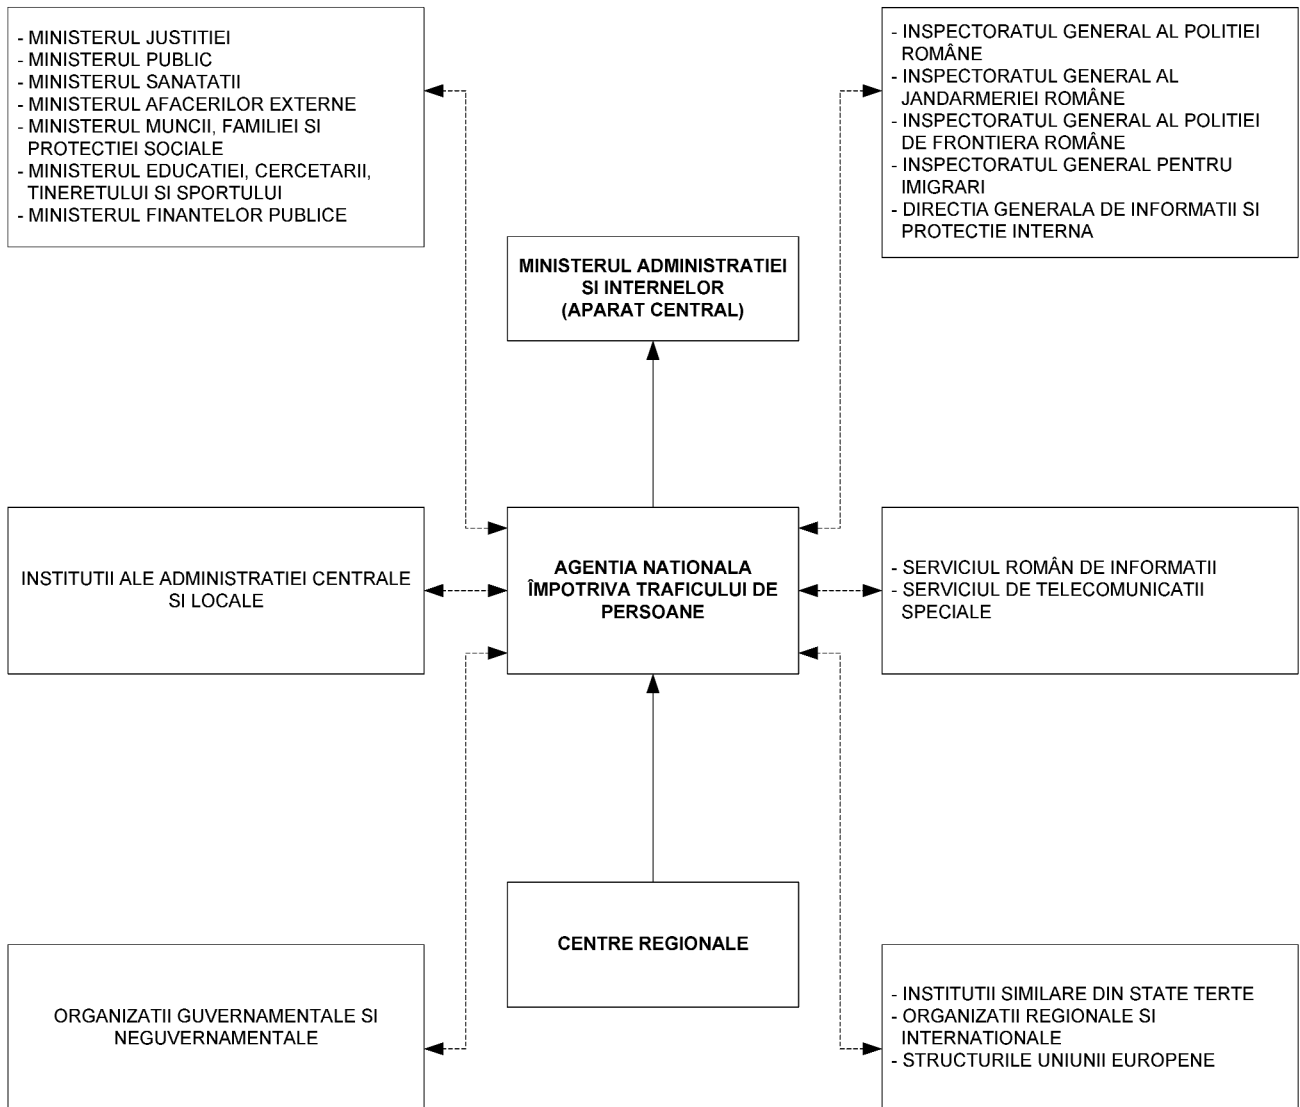 - MINISTERUL JUSTITIEI
- MINISTERUL PUBLIC
- MINISTERUL SANATATII
- MINISTERUL AFACERILOR EXTERNE
- MINISTERUL MUNCII, FAMILIEI SI
PROTECTIEI SOCIALE
- MINISTERUL EDUCATIEI, CERCETARII,
TINERETULUI SI SPORTULUI
- MINISTERUL FINANTELOR PUBLICE
- INSPECTORATUL GENERAL AL POLITIEI
ROMÂNE
- INSPECTORATUL GENERAL AL
JANDARMERIEI ROMÂNE
- INSPECTORATUL GENERAL AL POLITIEI
DE FRONTIERA ROMÂNE
- INSPECTORATUL GENERAL PENTRU
IMIGRARI
- DIRECTIA GENERALA DE INFORMATII SI
PROTECTIE INTERNA
MINISTERUL ADMINISTRATIEI
SI INTERNELOR
(APARAT CENTRAL)
INSTITUTII ALE ADMINISTRATIEI CENTRALE
SI LOCALE
AGENTIA NATIONALA
ÎMPOTRIVA TRAFICULUI DE
PERSOANE
- SERVICIUL ROMÂN DE INFORMATII
- SERVICIUL DE TELECOMUNICATII
SPECIALE
CENTRE REGIONALE
ORGANIZATII GUVERNAMENTALE SI
NEGUVERNAMENTALE
- INSTITUTII SIMILARE DIN STATE TERTE
- ORGANIZATII REGIONALE SI
INTERNATIONALE
- STRUCTURILE UNIUNII EUROPENE